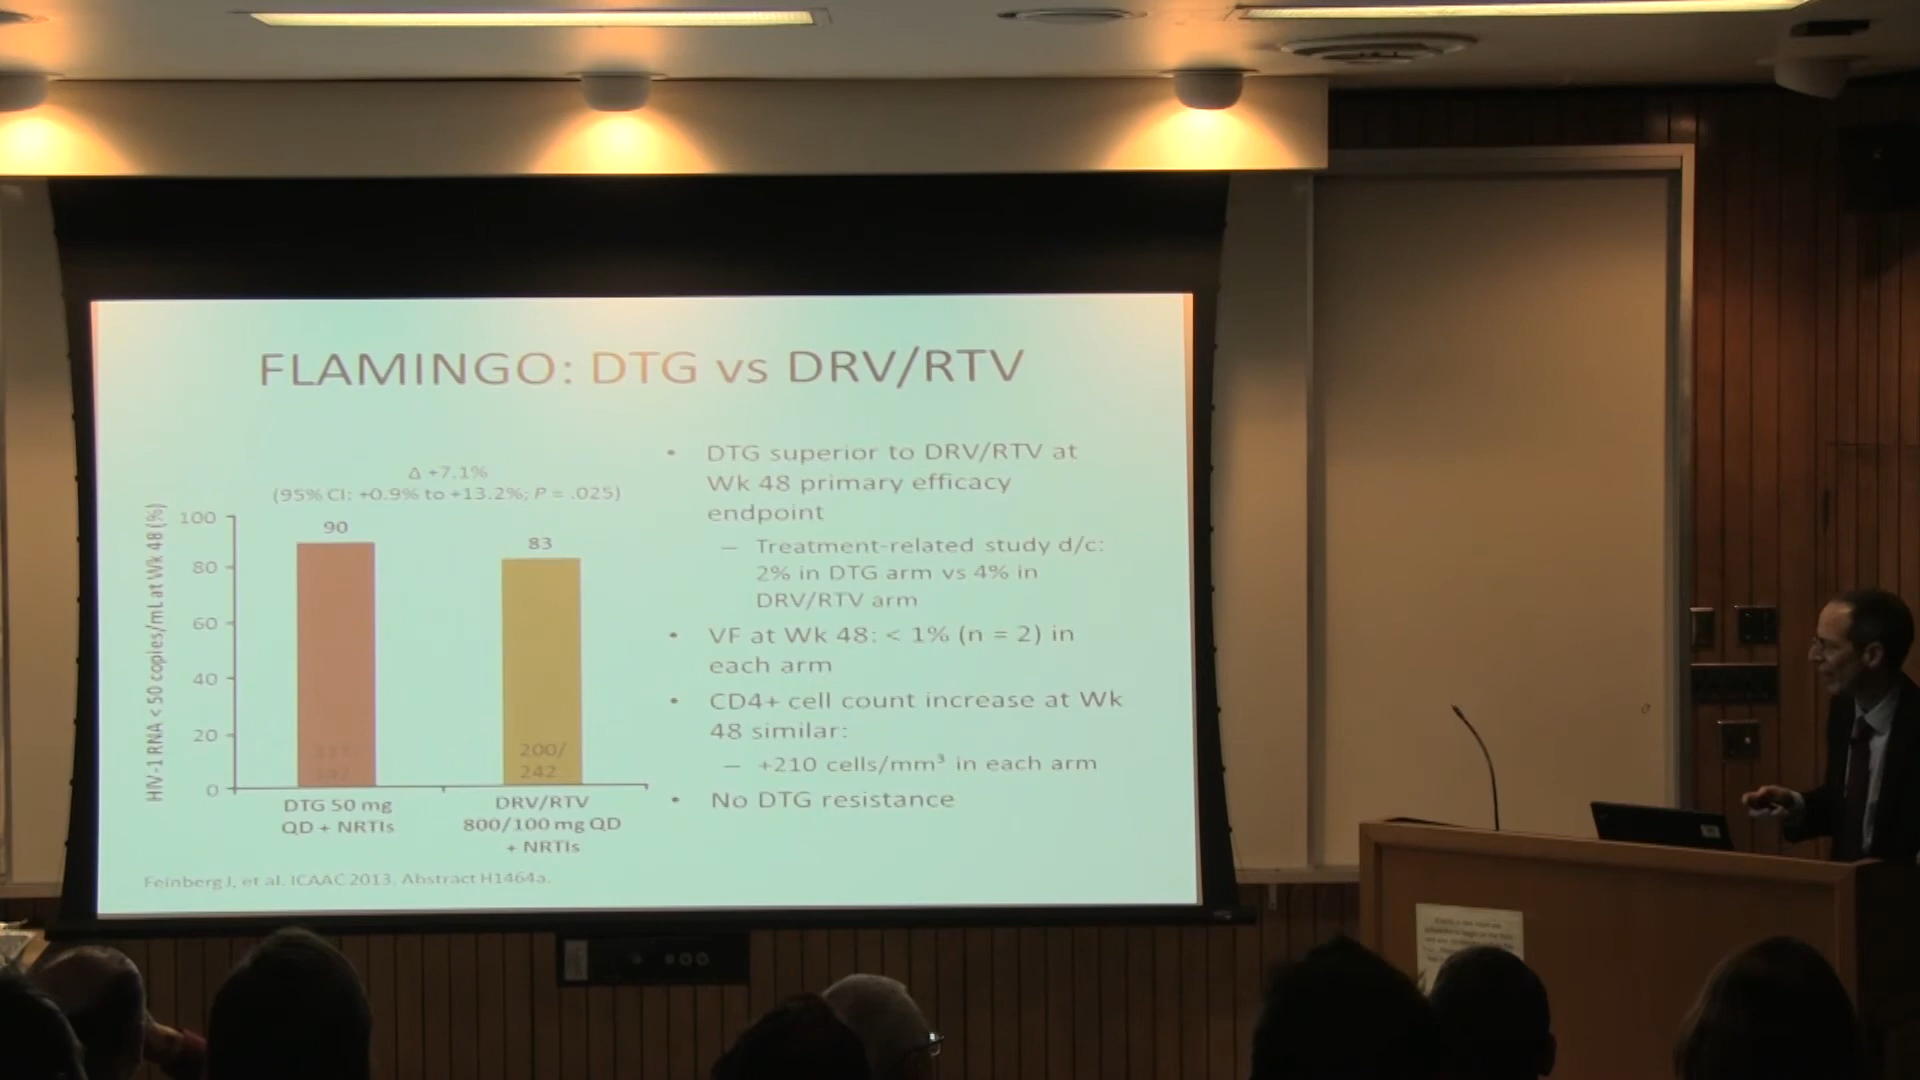 FLAMINGO: DTG vs DRV/RTV
Δ +7.1%
(95% CI: +0.9% to +13.2%; P = .025)
HIV-1 RNA < 50 copies/mL at Wk 48 (%)
100
80
60
40
20
0
90
83
200/
242
DTG 50 mg
QD + NRTIs
DRV/RTV
800/100 mg QD
+ NRTIs
• DTG superior to DRV/RTV at
Wk 48 primary efficacy
endpoint
– Treatment-related study d/c:
2% in DTG arm vs 4% in
DRV/RTV arm
• VF at Wk 48: < 1% (n = 2) in
each arm
• CD4+ cell count increase at Wk
48 similar:
– +210 cells/mm³ in each arm
• No DTG resistance
Feinberg J, et al. ICAAC 2013. Abstract H1464a.